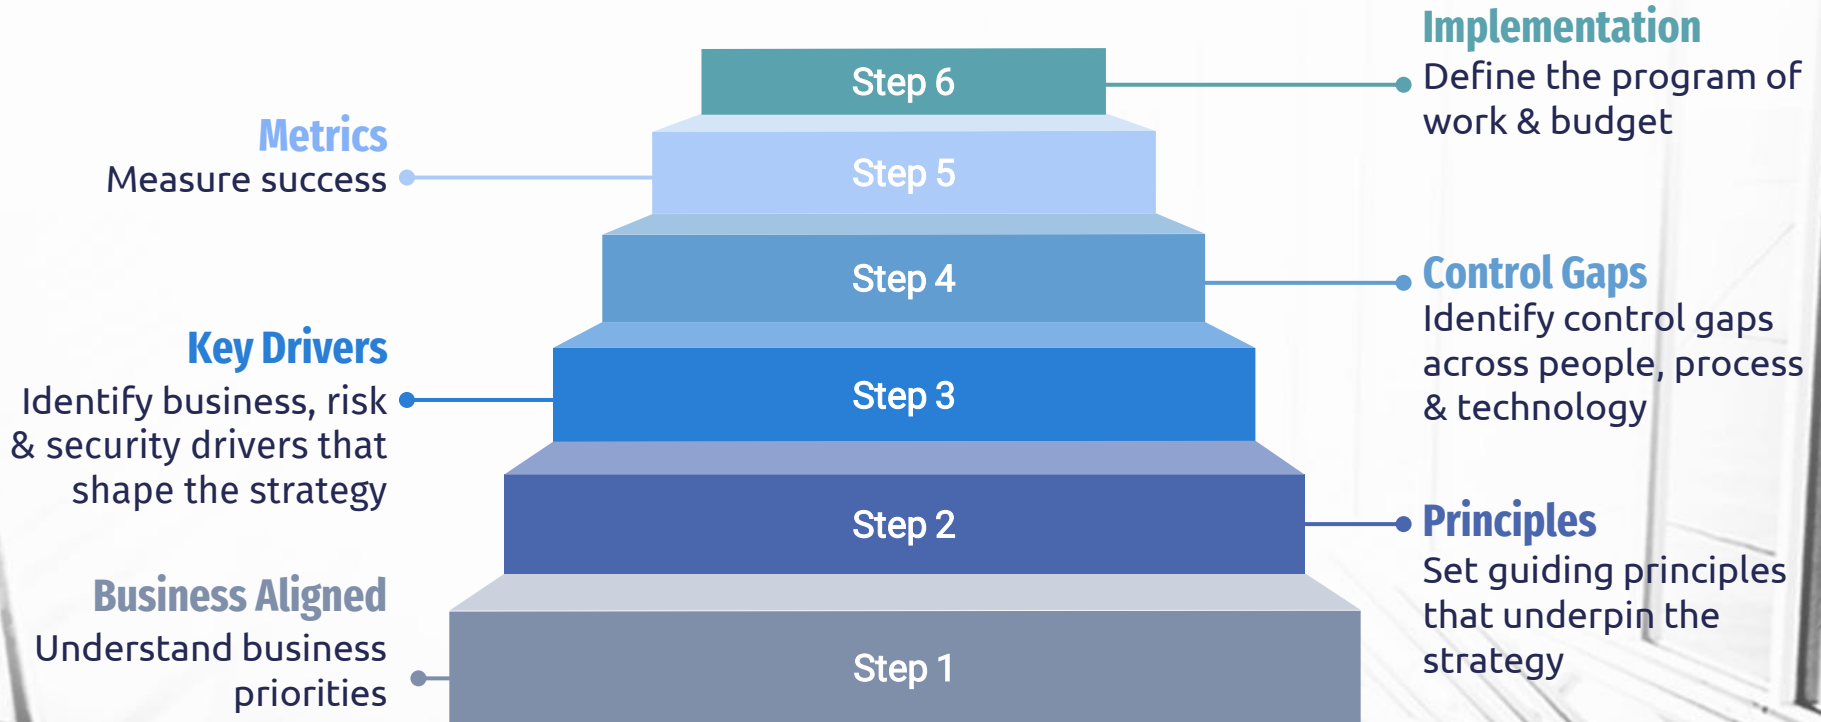 Implementation
Define the program of
work & budget
Step 6
Metrics
Measure success
Step 5
Control Gaps
Identify control gaps
across people, process
& technology
Step 4
Key Drivers
Identify business, risk
& security drivers that
shape the strategy
Step 3
Principles
Set guiding principles
that underpin the
strategy
Step 2
Business Aligned
Understand business
priorities
Step 1